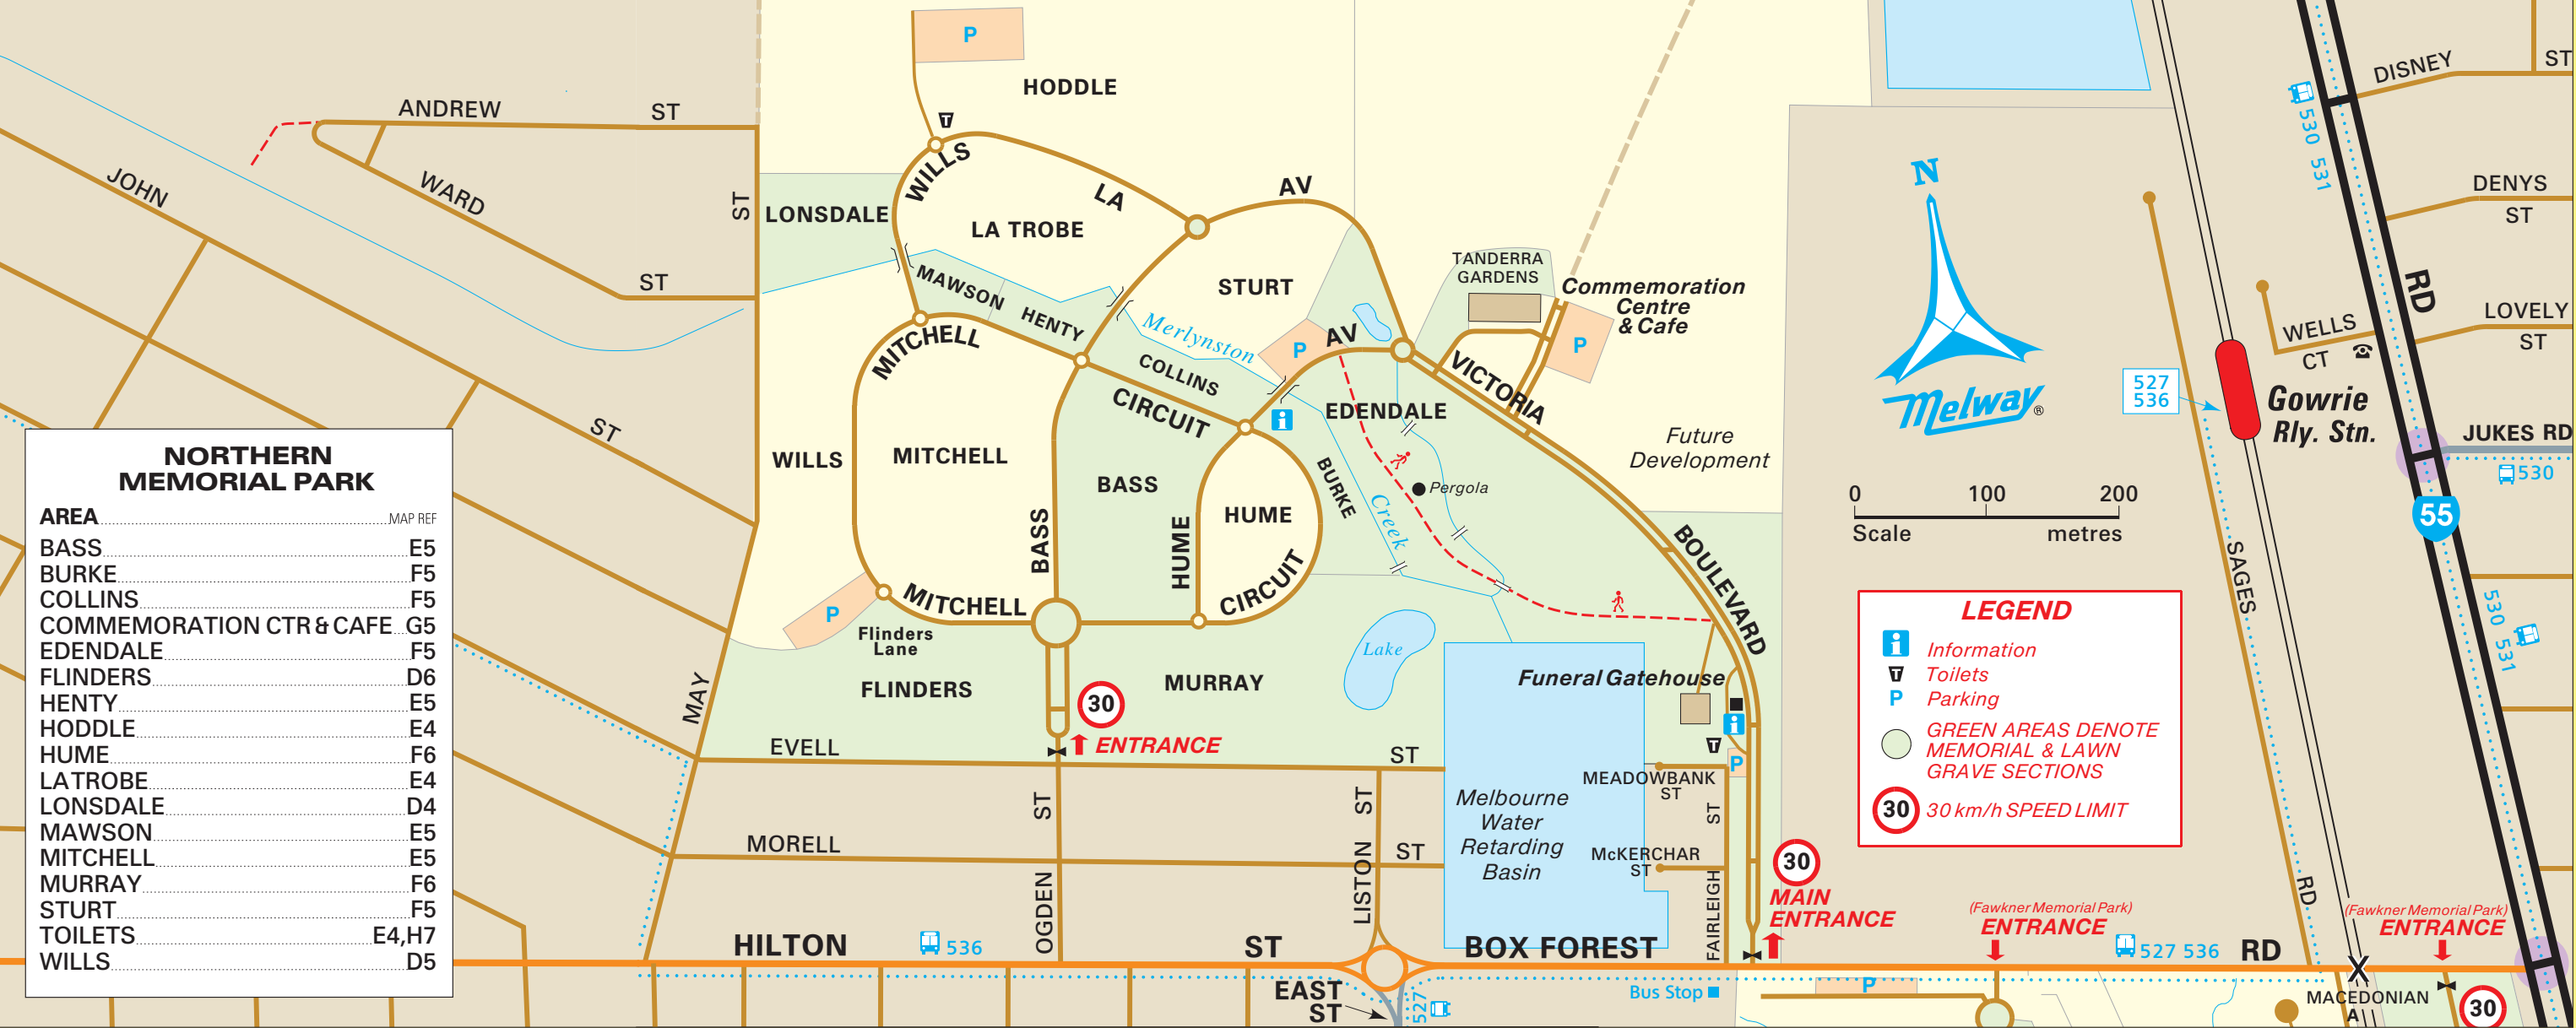 P
HODDLE
ANDREW ST
JOHN
WARD
ST
ST
ST
T
WILLS
LA
AV
LONSDALE
LA TROBE
MAWSON
HENTY
STURT
Merlynston
TANDERRA
GARDENS
Commemoration
Centre
& Cafe
P
P
AV
MITCHELL
COLLINS
CIRCUIT
EDENDALE
VICTORIA
i
WILLS
MITCHELL
BASS
BASS
HUME
HUME
CIRCUIT
BURKE
Creek
Pergola
Future
Development
BOULEVARD
P
MITCHELL
Flinders
Lane
FLINDERS
MURRAY
Lake
Funeral Gatehouse
i
T
P
30
ENTRANCE
MAY
EVELL ST
MORELL ST
ST
OGDEN
ST
LISTON
Melbourne
Water
Retarding
Basin
MEADOWBANK
ST
McKERCHAR
ST
ST
FAIRLEIGH
30
MAIN
ENTRANCE
HILTON
536
ST
BOX FOREST
RD
EAST
ST
527
Bus Stop
(Fawkner Memorial Park)
ENTRANCE
527 536
(Fawkner Memorial Park)
ENTRANCE
P
MACEDONIAN
A
30
X
NORTHERN
MEMORIAL PARK
AREA MAP REF
BASS E5
BURKE F5
COLLINS F5
COMMEMORATION CTR & CAFE G5
EDENDALE F5
FLINDERS D6
HENTY E5
HODDLE E4
HUME F6
LATROBE E4
LONSDALE D4
MAWSON E5
MITCHELL E5
MURRAY F6
STURT F5
TOILETS E4,H7
WILLS D5
N
Melway®
0 100 200
Scale metres
LEGEND
i Information
T Toilets
P Parking
GREEN AREAS DENOTE
MEMORIAL & LAWN
GRAVE SECTIONS
30 30 km/h SPEED LIMIT
527
536
Gowrie
Rly. Stn.
SAGES
RD
530 531
RD
DISNEY ST
DENYS
ST
LOVELY
ST
WELLS
CT
JUKES RD
530
55
530 531